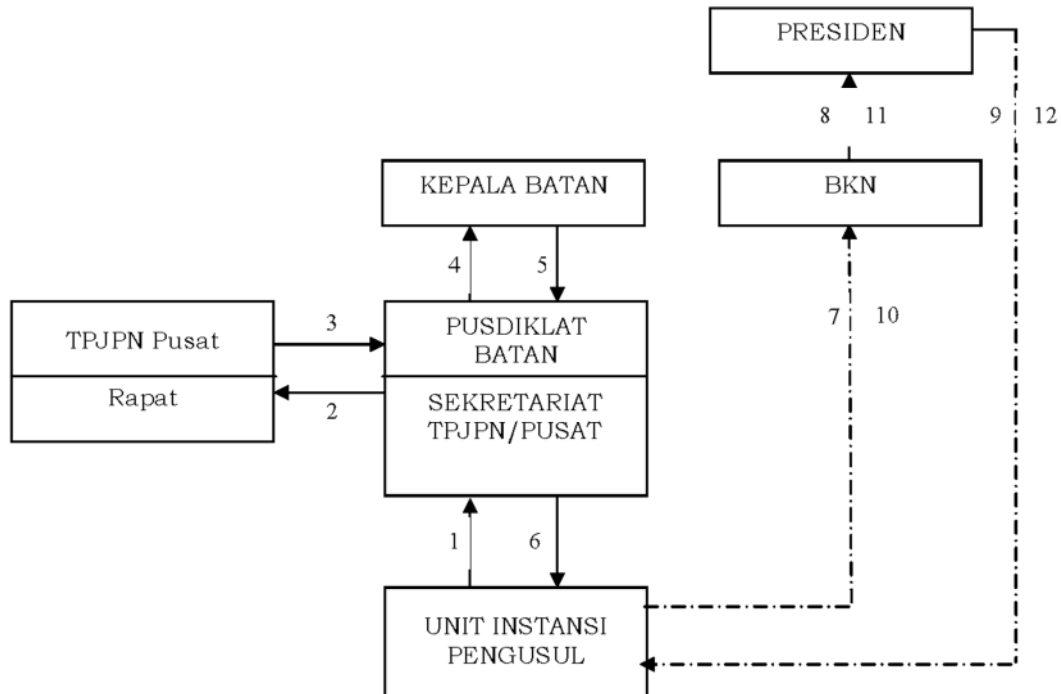 PRESIDEN
8 11 9 12
KEPALA BATAN
BKN
4 5
7 10
TPJPN Pusat
3
PUSDIKLAT
BATAN
Rapat
2
SEKRETARIAT
TPJPN/PUSAT
1 6
UNIT INSTANSI
PENGUSUL